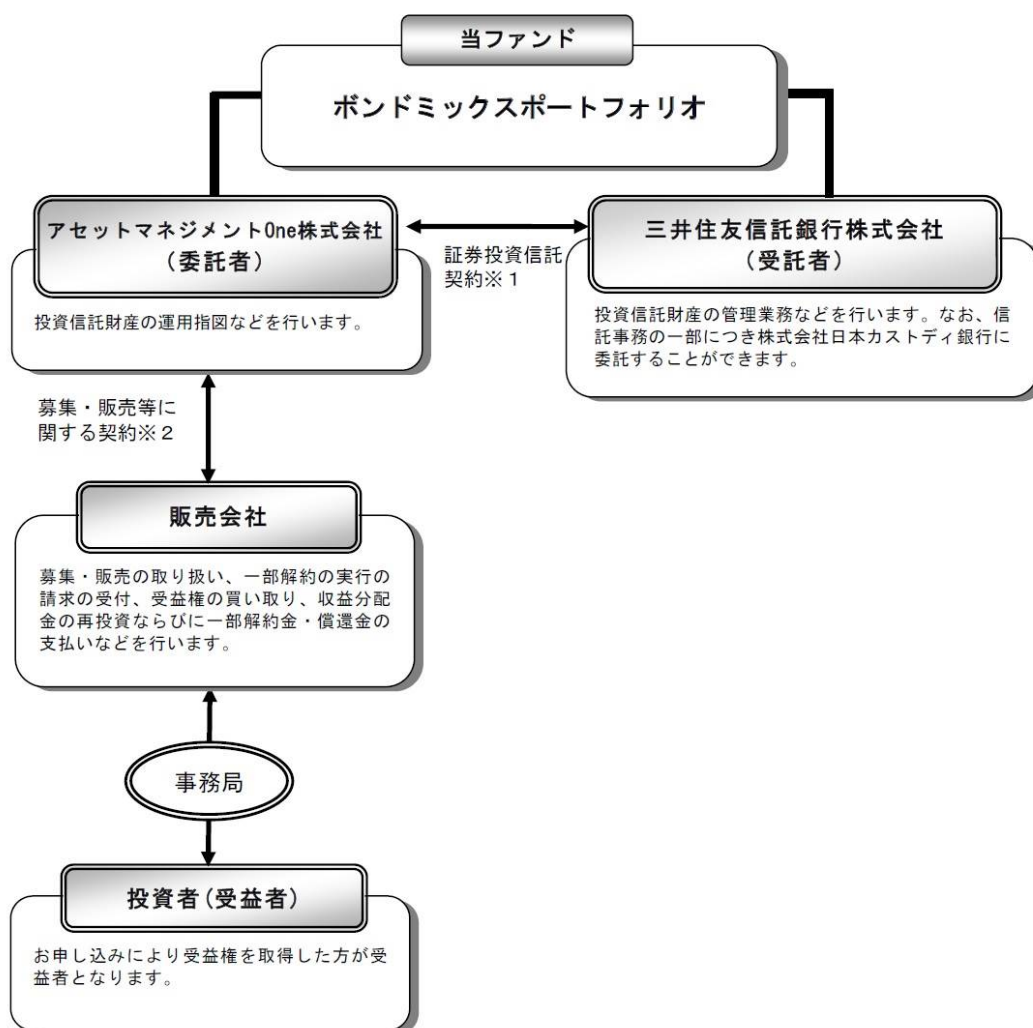 当ファンド
ボンドミックスポートフォリオ
アセットマネジメントOne株式会社
（委託者）
投資信託財産の運用指図などを行います。
証券投資信託
契約※１
三井住友信託銀行株式会社
（受託者）
投資信託財産の管理業務などを行います。なお、信
託事務の一部につき株式会社日本カストディ銀行に
委託することができます。
募集・販売等に
関する契約※２
販売会社
募集・販売の取り扱い、一部解約の実行の
請求の受付、受益権の買い取り、収益分配
金の再投資ならびに一部解約金・償還金の
支払いなどを行います。
事務局
投資者(受益者)
お申し込みにより受益権を取得した方が受
益者となります。